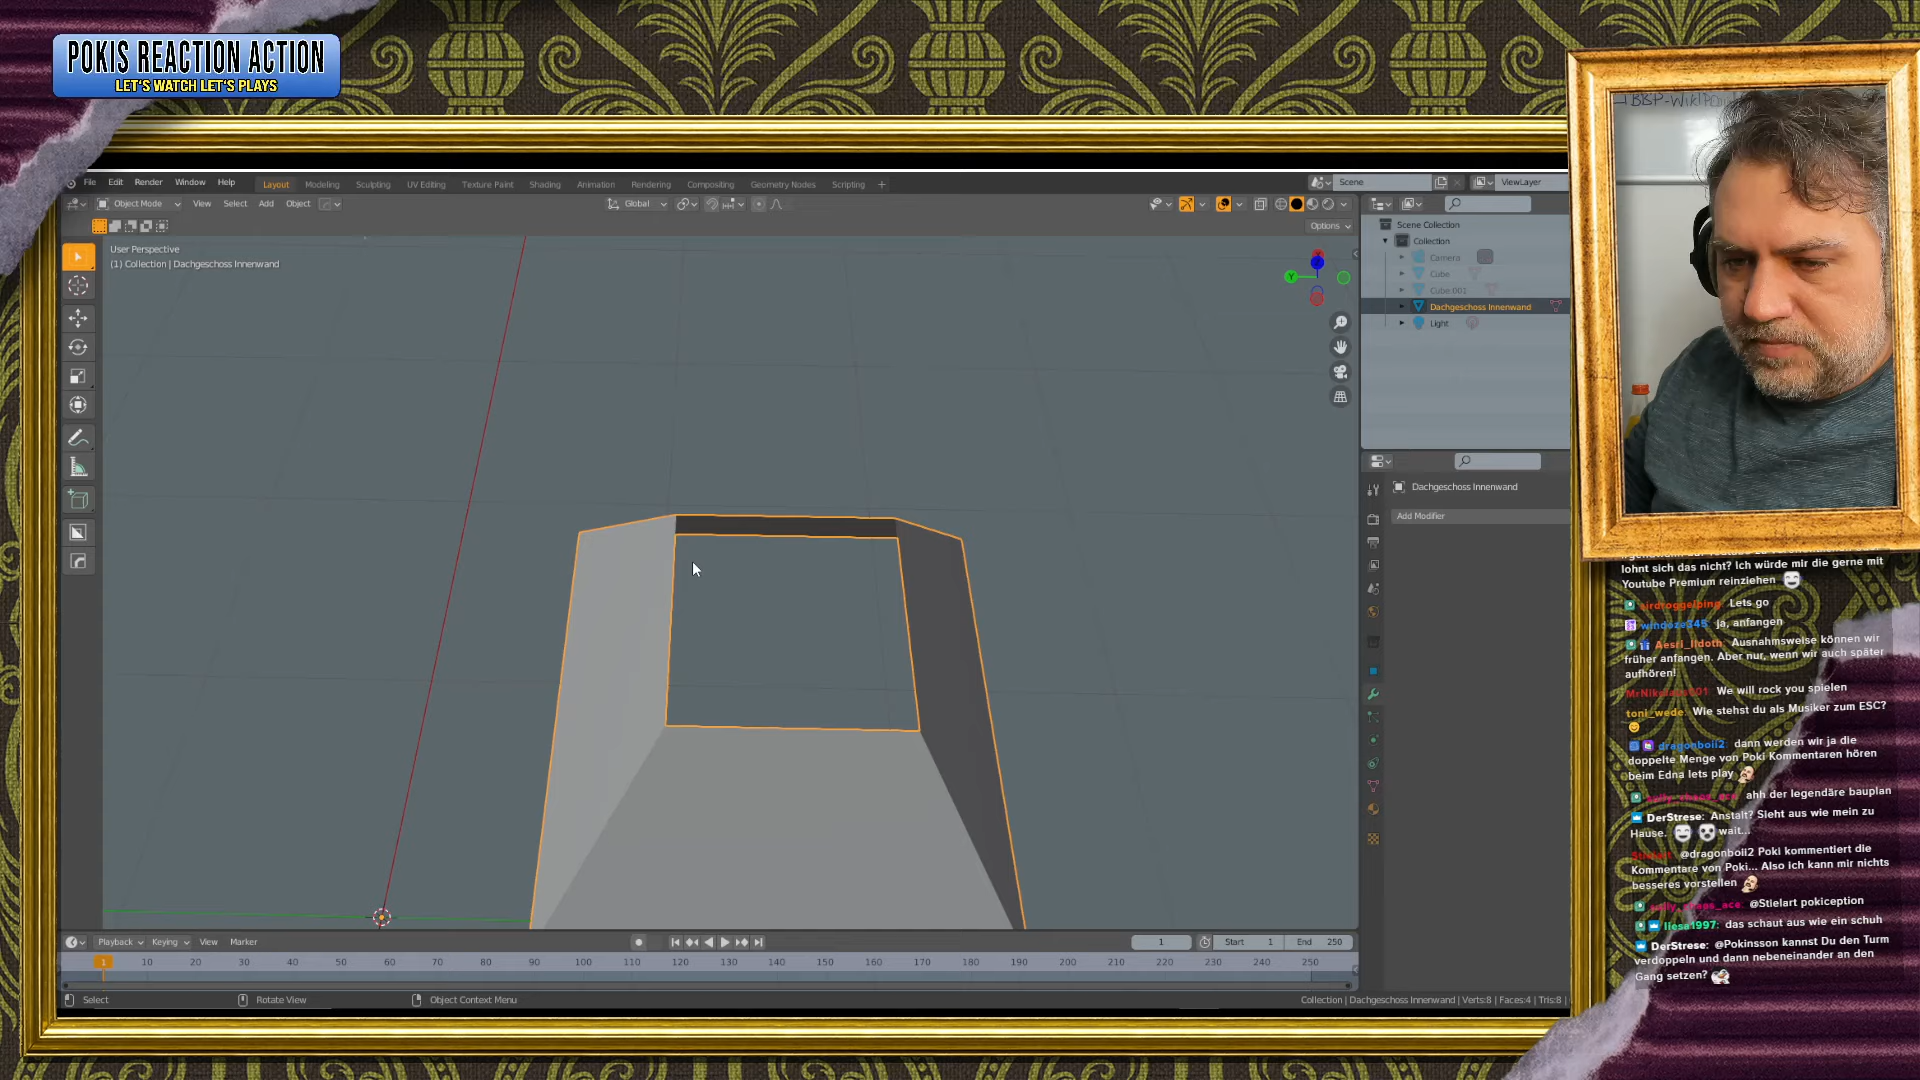 POKIS REACTION ACTION
LET'S WATCH LET'S PLAYS
File Edit Render Window Help
Layout Modeling Sculpting UV Editing Texture Paint Shading Animation Rendering Compositing Geometry Nodes Scripting +
Scene
ViewLayer
Object Mode View Select Add Object
Global
Options
User Perspective
(1) Collection | Dachgeschoss Innenwand
Y
Scene Collection
Collection
Camera
Cube
Cube.001
Dachgeschoss Innenwand
Light
Dachgeschoss Innenwand
Add Modifier
lohnt sich das nicht? Ich würde mir die gerne mit
Youtube Premium reinziehen
sirdroggelping: Lets go
windoze345: ja, anfangen
Aesri_Ildoth: Ausnahmsweise können wir
früher anfangen. Aber nur, wenn wir auch später
aufhören!
We will rock you spielen
toni_wede: Wie stehst du als Musiker zum ESC?
dragonboii2: dann werden wir ja die
doppelte Menge von Poki Kommentaren hören
beim Edna lets play
ahh der legendäre bauplan
DerStrese: Anstalt? Sieht aus wie mein zu
Hause. wait...
@dragonboii2 Poki kommentiert die
Kommentare von Poki... Also ich kann mir nichts
besseres vorstellen
@Stielart pokiception
liesa1997: das schaut aus wie ein schuh
DerStrese: @Pokinsson kannst Du den Turm
verdoppeln und dann nebeneinander an den
Gang setzen?
Playback Keying View Marker
1 Start 1 End 250
1 10 20 30 40 50 60 70 80 90 100 110 120 130 140 150 160 170 180 190 200 210 220 230 240 250
Select Rotate View Object Context Menu
Collection | Dachgeschoss Innenwand | Verts:8 | Faces:4 | Tris:8 |